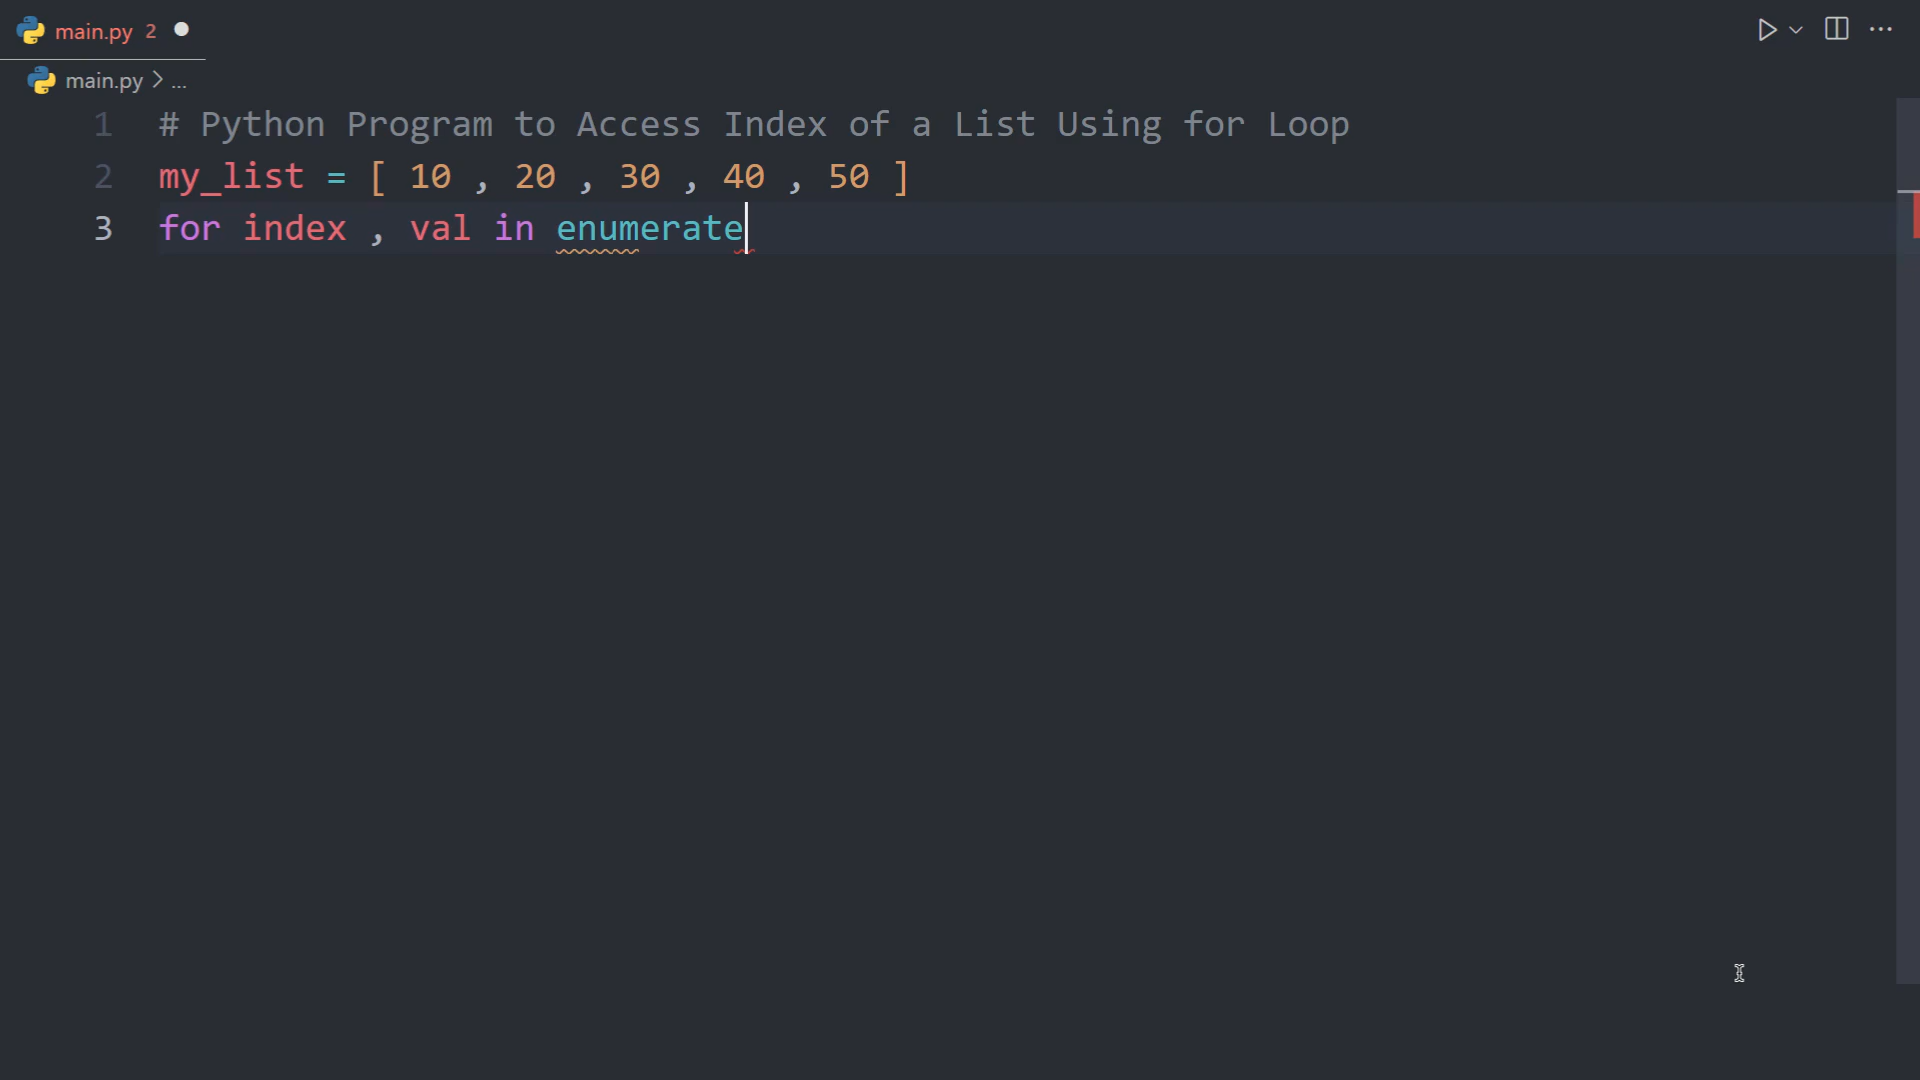 main.py 2
main.py > ...
1 # Python Program to Access Index of a List Using for Loop
2 my_list = [ 10 , 20 , 30 , 40 , 50 ]
3 for index , val in enumerate